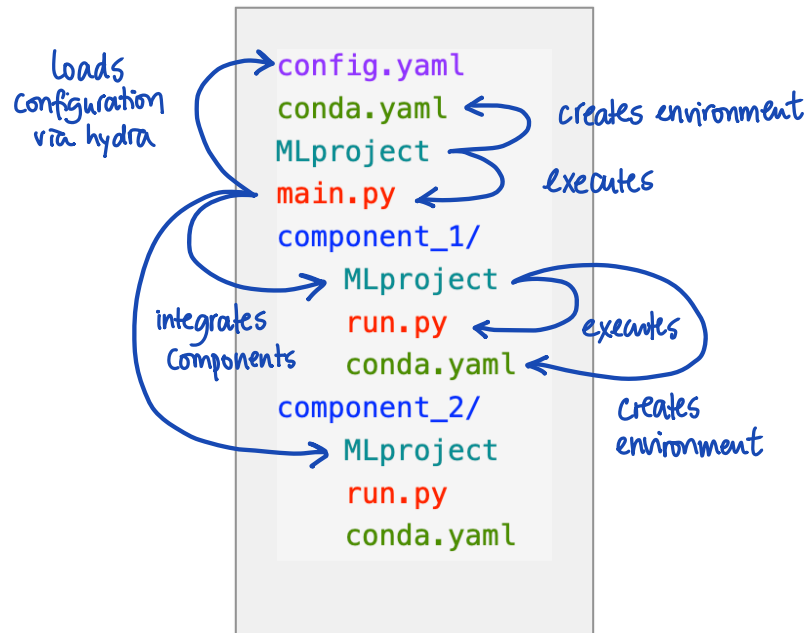 loads
configuration
via hydra
config.yaml
conda.yaml
creates environment
MLproject
executes
main.py
component_1/
MLproject
integrates
components
run.py
executes
conda.yaml
creates
environment
component_2/
MLproject
run.py
conda.yaml